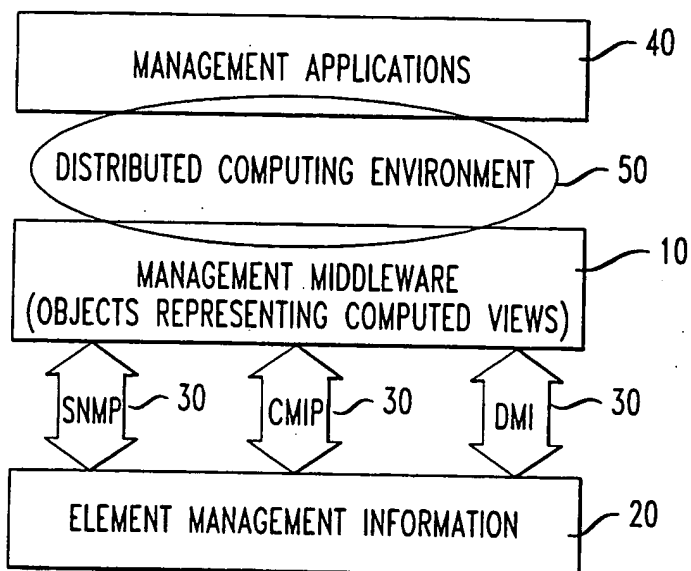 MANAGEMENT APPLICATIONS
40
DISTRIBUTED COMPUTING ENVIRONMENT
50
10
MANAGEMENT MIDDLEWARE
(OBJECTS REPRESENTING COMPUTED VIEWS)
SNMP 30 CMIP 30 DMI 30
ELEMENT MANAGEMENT INFORMATION 20